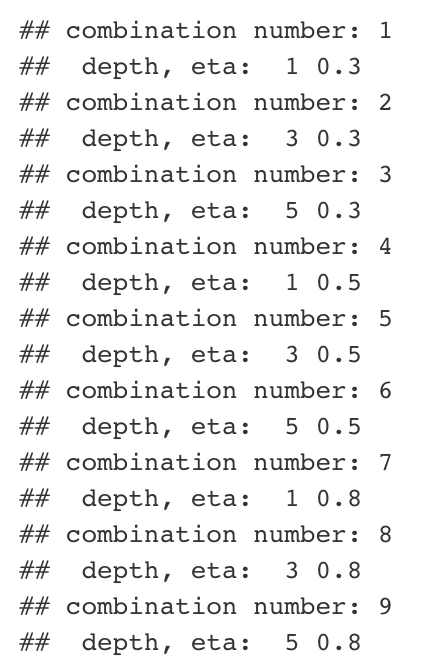 ## combination number: 1
##  depth, eta:  1 0.3
## combination number: 2
##  depth, eta:  3 0.3
## combination number: 3
##  depth, eta:  5 0.3
## combination number: 4
##  depth, eta:  1 0.5
## combination number: 5
##  depth, eta:  3 0.5
## combination number: 6
##  depth, eta:  5 0.5
## combination number: 7
##  depth, eta:  1 0.8
## combination number: 8
##  depth, eta:  3 0.8
## combination number: 9
##  depth, eta:  5 0.8